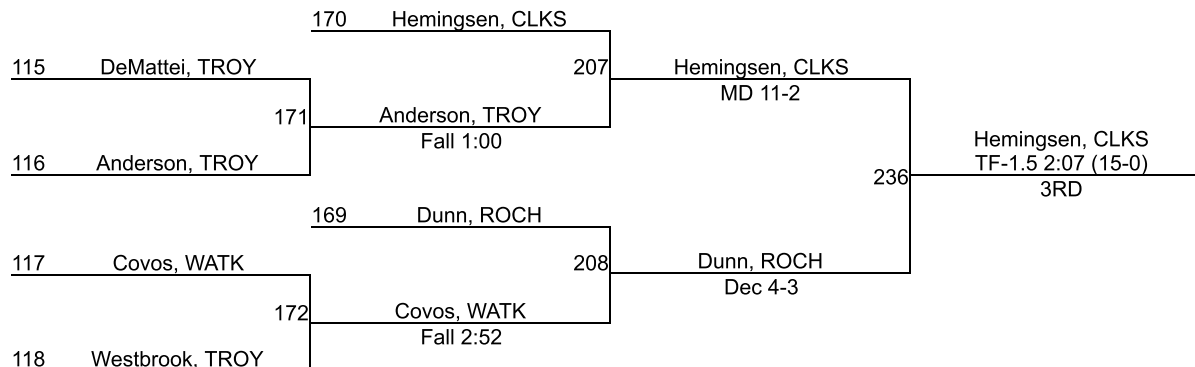 170 Hemingsen, CLKS
115 DeMattei, TROY
207 Hemingsen, CLKS
MD 11-2
171 Anderson, TROY
Fall 1:00
116 Anderson, TROY
Hemingsen, CLKS
TF-1.5 2:07 (15-0)
236
3RD
169 Dunn, ROCH
117 Covos, WATK
208 Dunn, ROCH
Dec 4-3
172 Covos, WATK
Fall 2:52
118 Westbrook, TROY